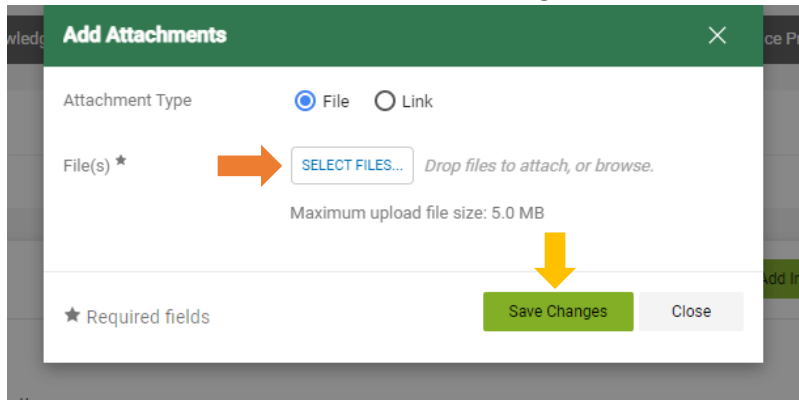 Add Attachments
Attachment Type File Link
File(s) ★ SELECT FILES... Drop files to attach, or browse.
Maximum upload file size: 5.0 MB
★ Required fields Save Changes Close